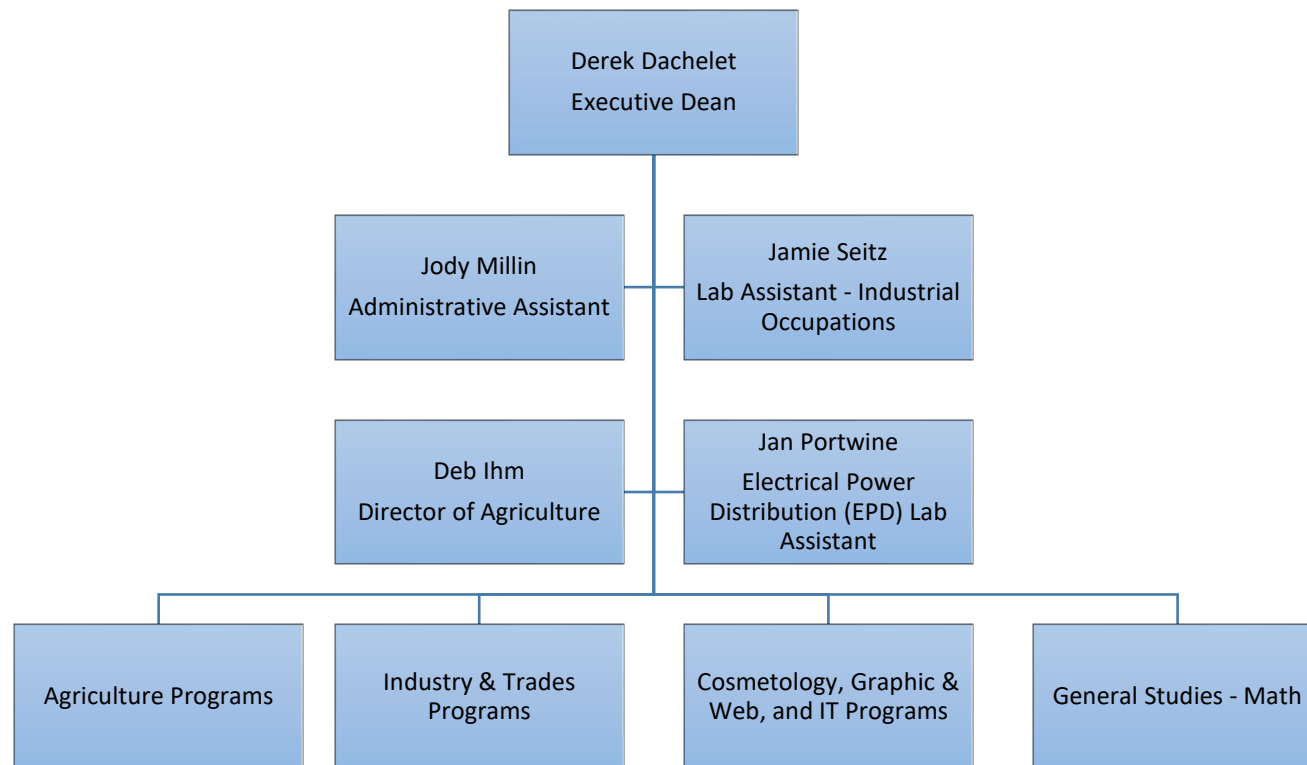 Derek Dachelet
Executive Dean
Jody Millin
Administrative Assistant
Jamie Seitz
Lab Assistant - Industrial
Occupations
Deb Ihm
Director of Agriculture
Jan Portwine
Electrical Power
Distribution (EPD) Lab
Assistant
Agriculture Programs
Industry & Trades
Programs
Cosmetology, Graphic &
Web, and IT Programs
General Studies - Math